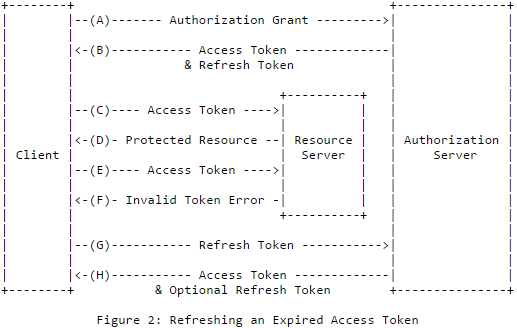 +--------+                                           +---------------+
|        |--(A)------- Authorization Grant --------->|               |
|        |                                           |               |
|        |<-(B)----------- Access Token -------------|               |
|        |               & Refresh Token             |               |
|        |                                           |               |
|        |                            +----------+   |               |
|        |--(C)---- Access Token ---->|          |   |               |
|        |                            |          |   |               |
|        |<-(D)- Protected Resource --| Resource |   | Authorization |
| Client |                            |  Server  |   |     Server    |
|        |--(E)---- Access Token ---->|          |   |               |
|        |                            |          |   |               |
|        |<-(F)- Invalid Token Error -|          |   |               |
|        |                            +----------+   |               |
|        |                                           |               |
|        |--(G)----------- Refresh Token ----------->|               |
|        |                                           |               |
|        |<-(H)----------- Access Token -------------|               |
+--------+           & Optional Refresh Token        +---------------+
Figure 2: Refreshing an Expired Access Token